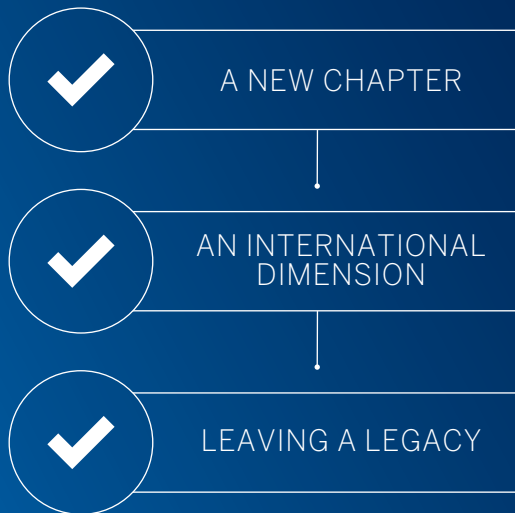 A NEW CHAPTER
AN INTERNATIONAL
DIMENSION
LEAVING A LEGACY